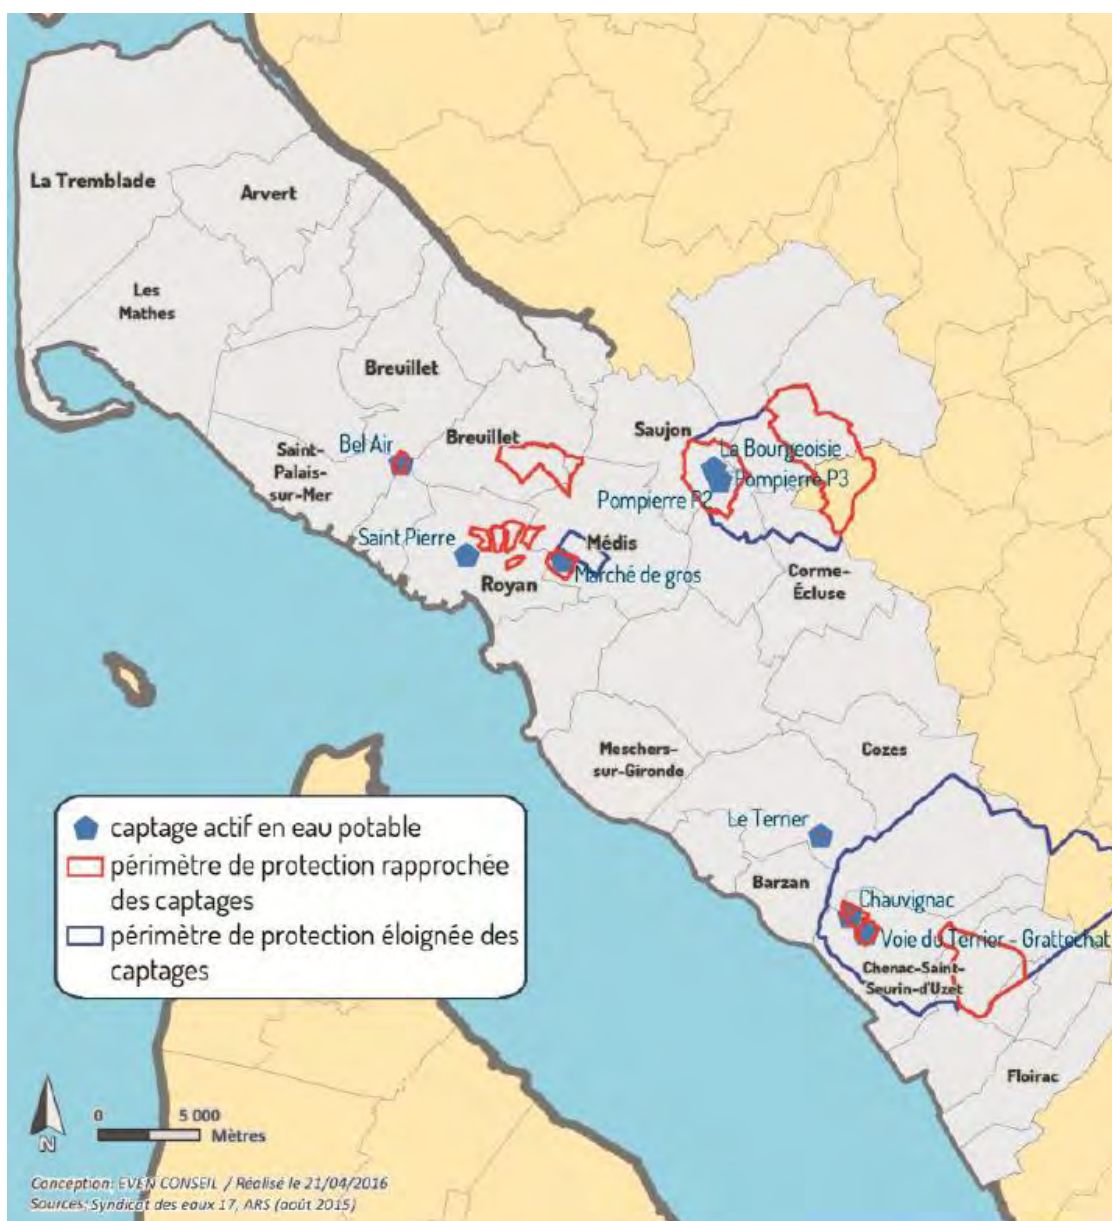 La Tremblade
Arvert
Les
Mathes
Breuillet
Bel Air
Breuillet
Saujon
La Bourgeoisie
Saint-
Palais-
sur-Mer
Pompierre P3
Pompierre P2
Saint Pierre
Médis
Marché de gros
Royan
Corme-
Écluse
Meschers-
sur-Gironde
Cozes
Le Terrier
Barzan
Chauvignac
Voie du Terrier - Grattechat
Chenac-Saint-
Seurin-d'Uzet
Floirac
captage actif en eau potable
périmètre de protection rapprochée
des captages
périmètre de protection éloignée des
captages
N
0 5 000
Mètres
Conception: EVEN CONSEIL / Réalisé le 21/04/2016
Sources: Syndicat des eaux 17, ARS (août 2015)